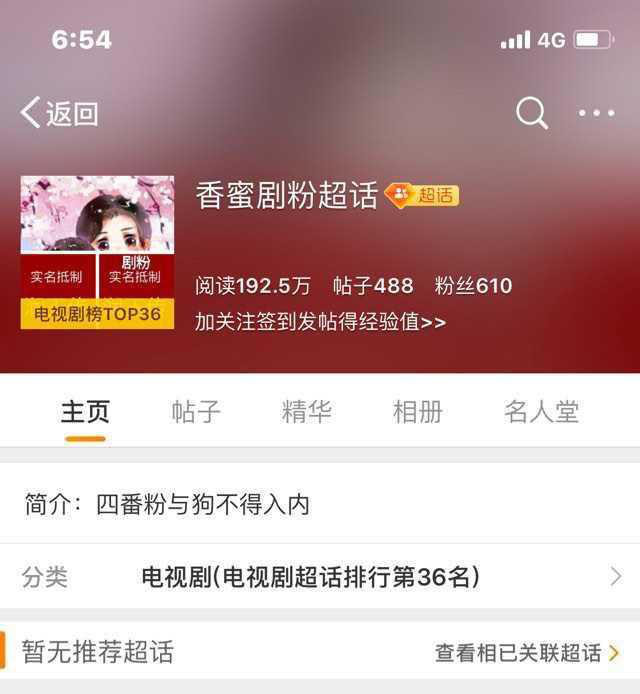 6:54
4G
返回
香蜜剧粉超话
超话
剧粉
实名抵制
实名抵制
电视剧榜TOP36
阅读192.5万 帖子488 粉丝610
加关注签到发帖得经验值>>
主页 帖子 精华 相册 名人堂
简介：四番粉与狗不得入内
分类 电视剧(电视剧超话排行第36名)
暂无推荐超话 查看相已关联超话